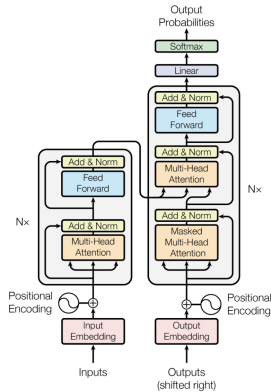 Output
Probabilities
Softmax
Linear
Add & Norm
Feed
Forward
Add & Norm
Multi-Head
Attention
Add & Norm
Masked
Multi-Head
Attention
N×
Add & Norm
Feed
Forward
Add & Norm
Multi-Head
Attention
N×
Positional
Encoding
Positional
Encoding
Input
Embedding
Output
Embedding
Inputs
Outputs
(shifted right)